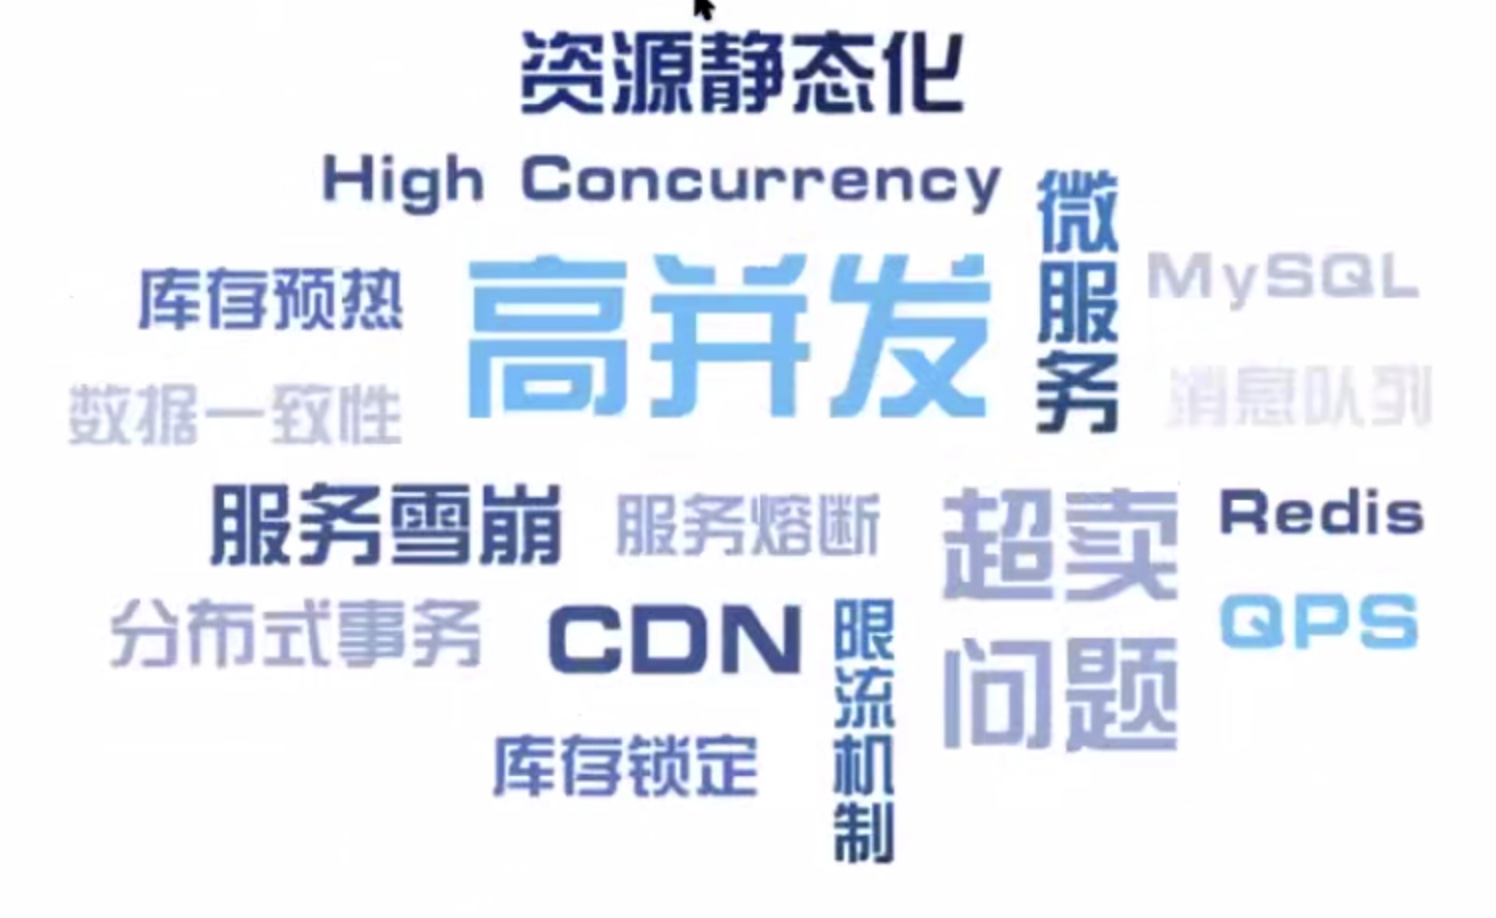 资源静态化
High Concurrency
微服务
库存预热
高并发
MySQL
数据一致性
消息队列
服务雪崩
服务熔断
超卖
问题
Redis
分布式事务
CDN
限流机制
QPS
库存锁定